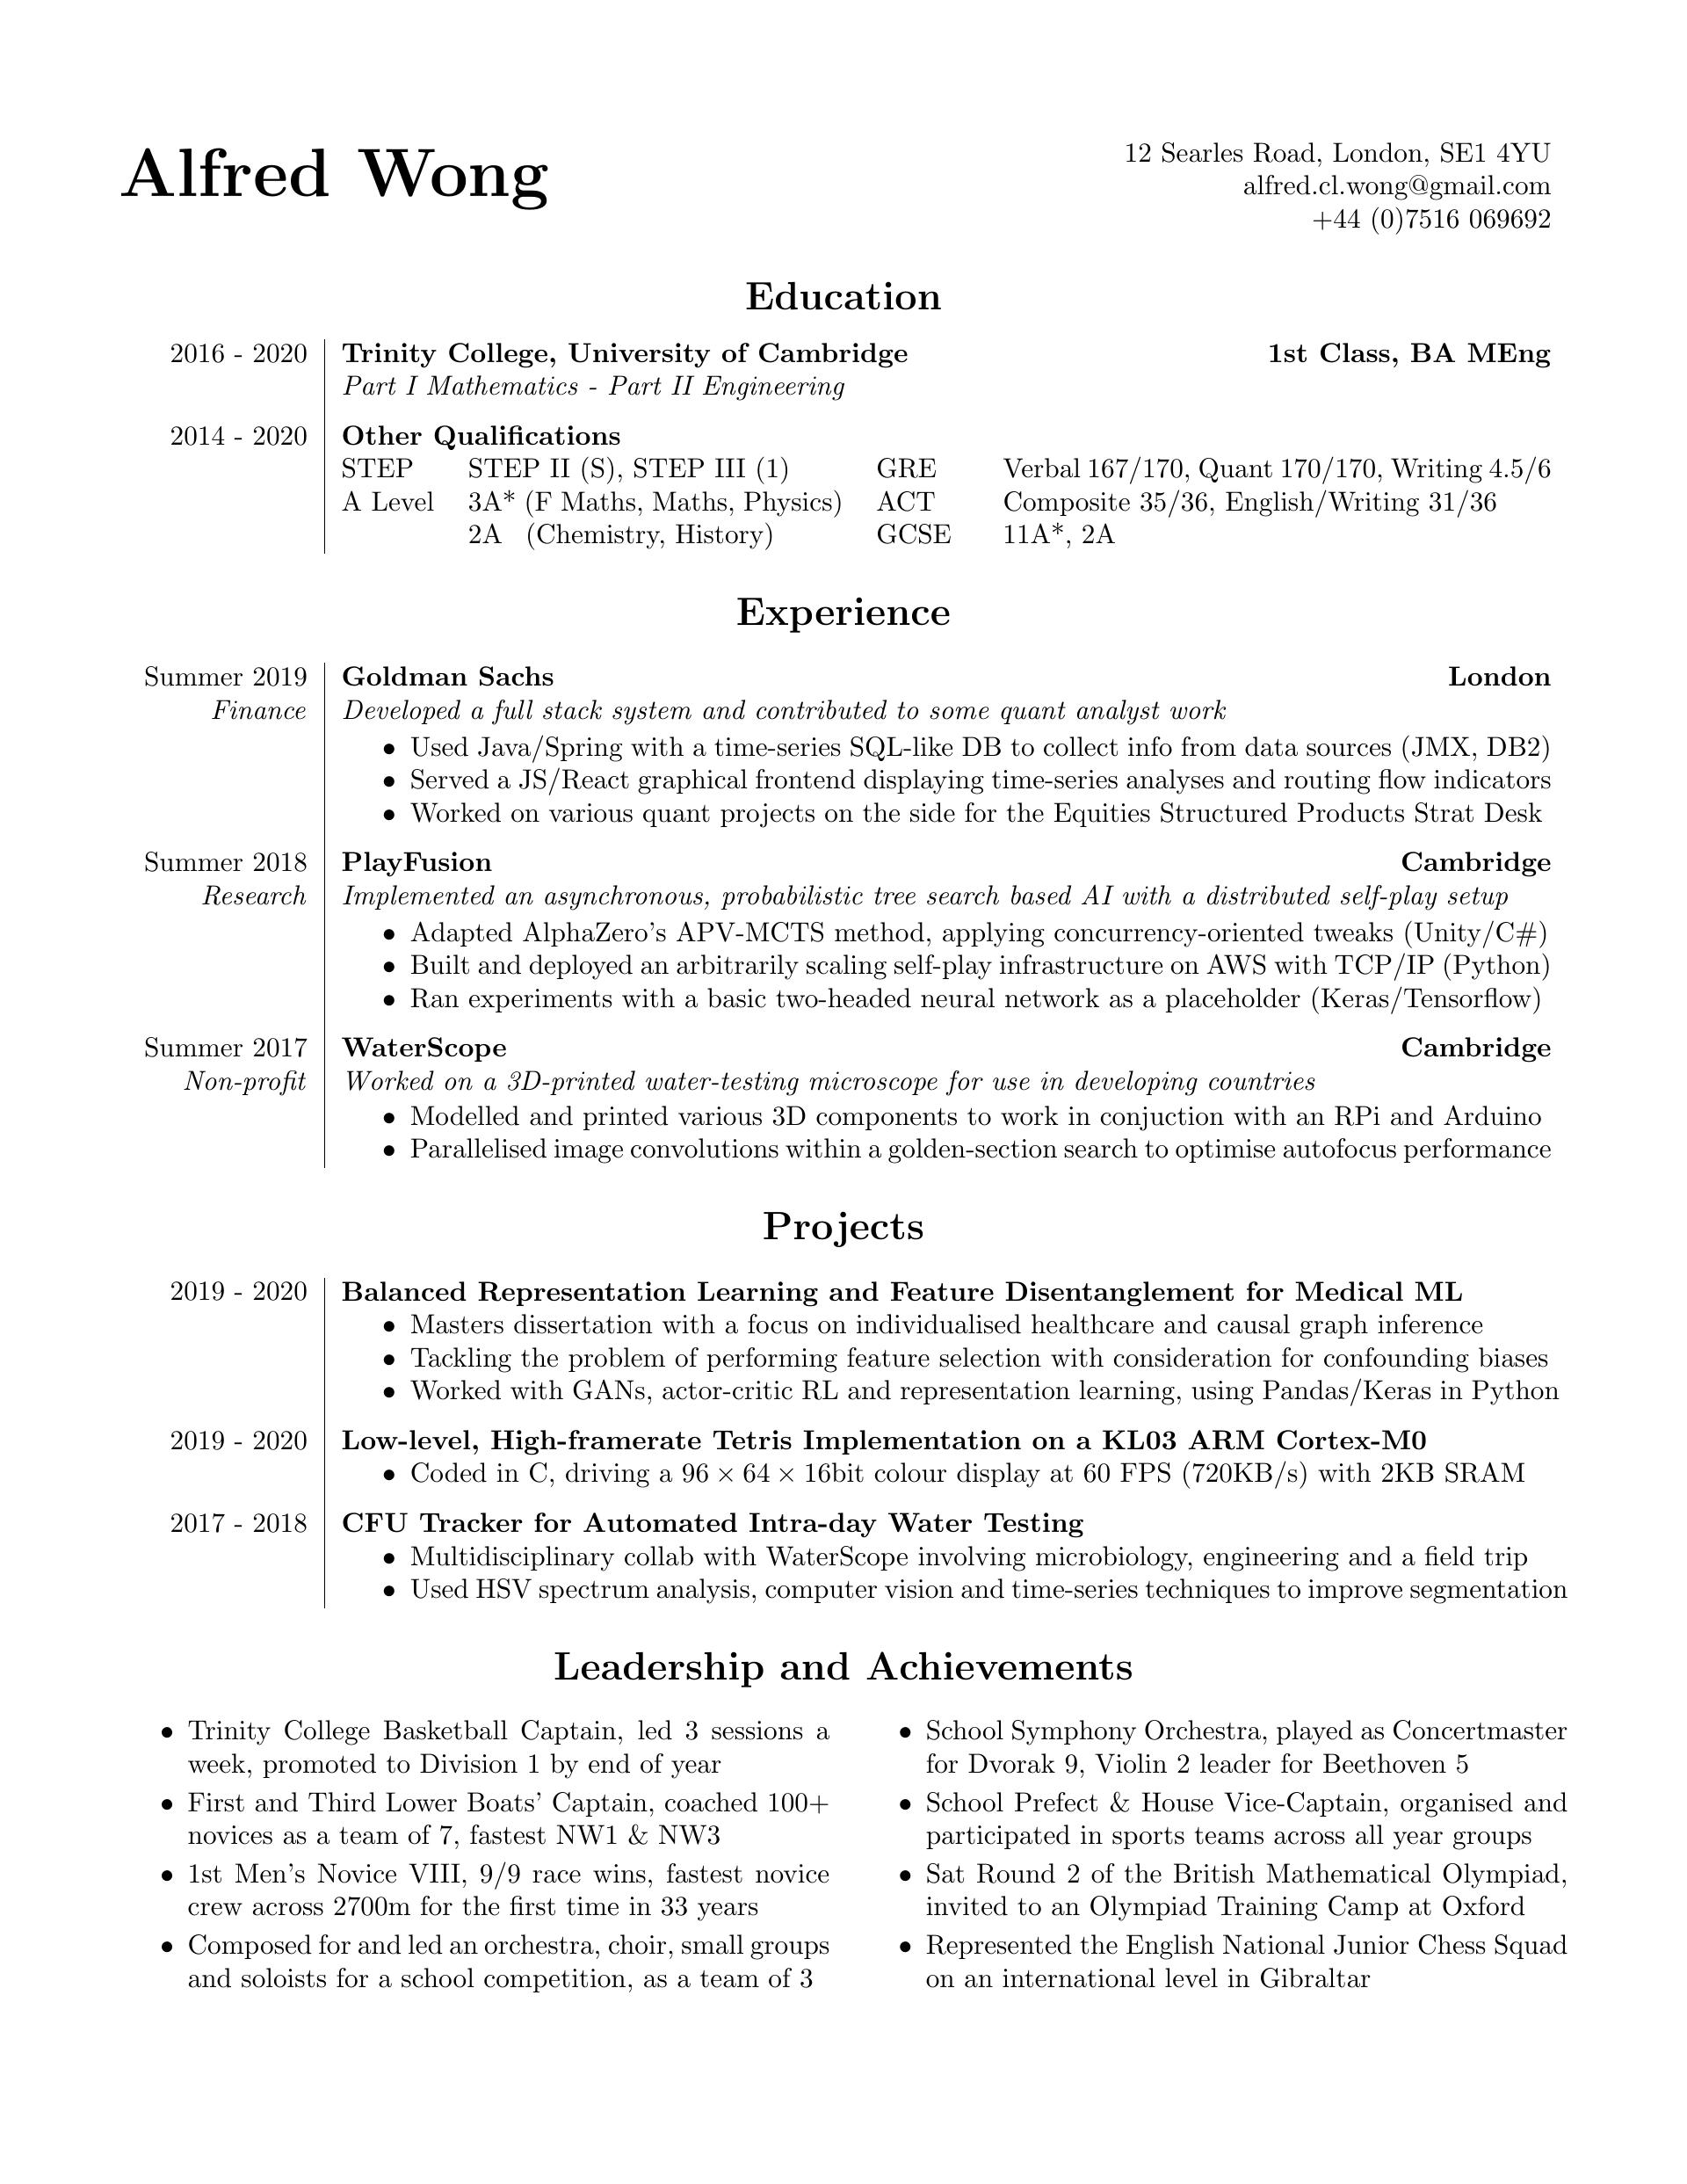 Alfred Wong
12 Searles Road, London, SE1 4YU
alfred.cl.wong@gmail.com
+44 (0)7516 069692
Education
2016 - 2020 Trinity College, University of Cambridge 1st Class, BA MEng
Part I Mathematics - Part II Engineering
2014 - 2020 Other Qualifications
STEP STEP II (S), STEP III (1) GRE Verbal 167/170, Quant 170/170, Writing 4.5/6
A Level 3A* (F Maths, Maths, Physics) ACT Composite 35/36, English/Writing 31/36
2A (Chemistry, History) GCSE 11A*, 2A
Experience
Summer 2019 Goldman Sachs London
Finance Developed a full stack system and contributed to some quant analyst work
• Used Java/Spring with a time-series SQL-like DB to collect info from data sources (JMX, DB2)
• Served a JS/React graphical frontend displaying time-series analyses and routing flow indicators
• Worked on various quant projects on the side for the Equities Structured Products Strat Desk
Summer 2018 PlayFusion Cambridge
Research Implemented an asynchronous, probabilistic tree search based AI with a distributed self-play setup
• Adapted AlphaZero's APV-MCTS method, applying concurrency-oriented tweaks (Unity/C#)
• Built and deployed an arbitrarily scaling self-play infrastructure on AWS with TCP/IP (Python)
• Ran experiments with a basic two-headed neural network as a placeholder (Keras/Tensorflow)
Summer 2017 WaterScope Cambridge
Non-profit Worked on a 3D-printed water-testing microscope for use in developing countries
• Modelled and printed various 3D components to work in conjuction with an RPi and Arduino
• Parallelised image convolutions within a golden-section search to optimise autofocus performance
Projects
2019 - 2020 Balanced Representation Learning and Feature Disentanglement for Medical ML
• Masters dissertation with a focus on individualised healthcare and causal graph inference
• Tackling the problem of performing feature selection with consideration for confounding biases
• Worked with GANs, actor-critic RL and representation learning, using Pandas/Keras in Python
2019 - 2020 Low-level, High-framerate Tetris Implementation on a KL03 ARM Cortex-M0
• Coded in C, driving a 96 × 64 × 16bit colour display at 60 FPS (720KB/s) with 2KB SRAM
2017 - 2018 CFU Tracker for Automated Intra-day Water Testing
• Multidisciplinary collab with WaterScope involving microbiology, engineering and a field trip
• Used HSV spectrum analysis, computer vision and time-series techniques to improve segmentation
Leadership and Achievements
• Trinity College Basketball Captain, led 3 sessions a
week, promoted to Division 1 by end of year
• First and Third Lower Boats' Captain, coached 100+
novices as a team of 7, fastest NW1 & NW3
• 1st Men's Novice VIII, 9/9 race wins, fastest novice
crew across 2700m for the first time in 33 years
• Composed for and led an orchestra, choir, small groups
and soloists for a school competition, as a team of 3
• School Symphony Orchestra, played as Concertmaster
for Dvorak 9, Violin 2 leader for Beethoven 5
• School Prefect & House Vice-Captain, organised and
participated in sports teams across all year groups
• Sat Round 2 of the British Mathematical Olympiad,
invited to an Olympiad Training Camp at Oxford
• Represented the English National Junior Chess Squad
on an international level in Gibraltar